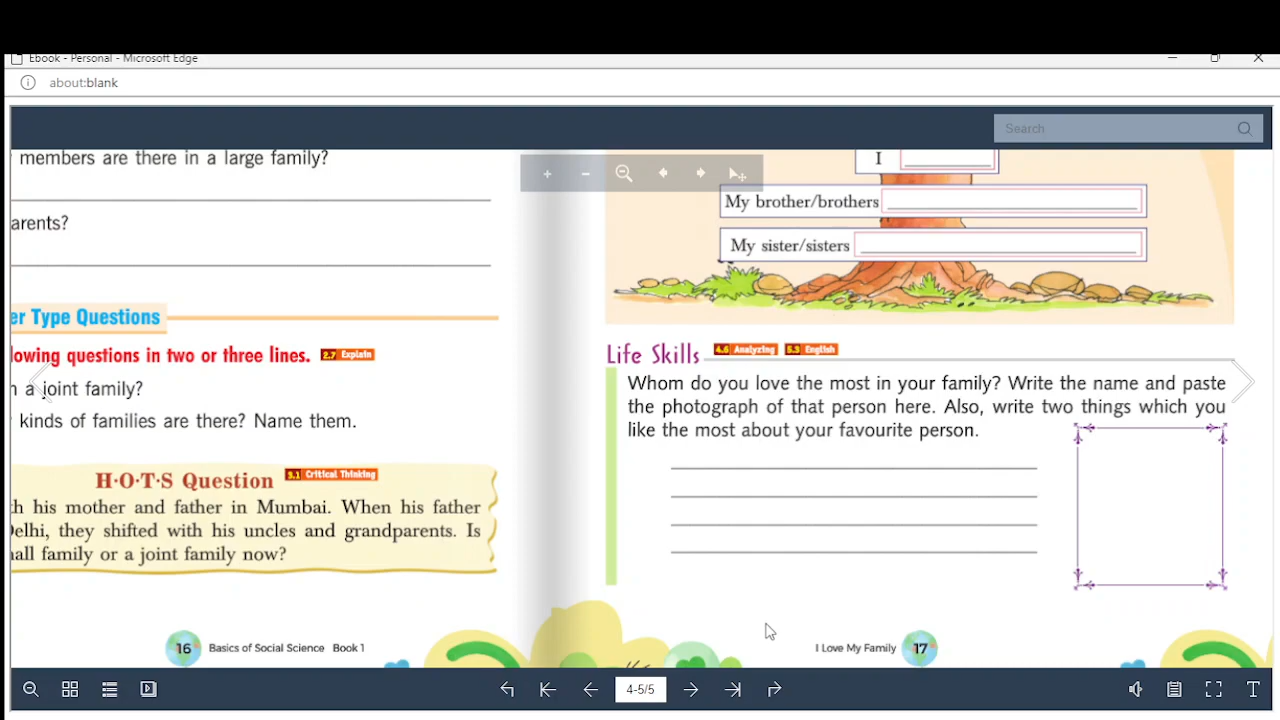 Ebook - Personal - Microsoft Edge
about:blank
Search
members are there in a large family?
arents?
er Type Questions
lowing questions in two or three lines. 2.7 Explain
n a joint family?
kinds of families are there? Name them.
H·O·T·S Question 3.1 Critical Thinking
th his mother and father in Mumbai. When his father
Delhi, they shifted with his uncles and grandparents. Is
all family or a joint family now?
16 Basics of Social Science Book 1
I
My brother/brothers
My sister/sisters
Life Skills 4.6 Analyzing 5.3 English
Whom do you love the most in your family? Write the name and paste
the photograph of that person here. Also, write two things which you
like the most about your favourite person.
I Love My Family 17
4-5/5